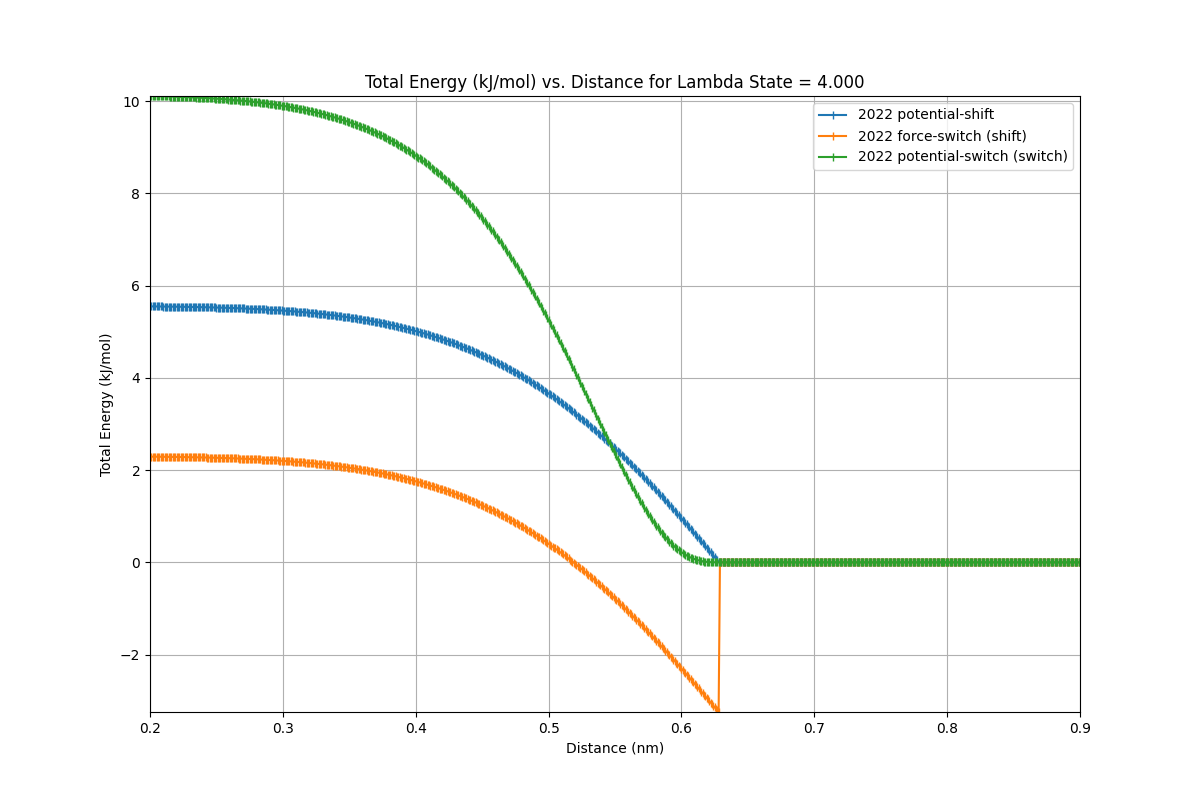 Total Energy (kJ/mol) vs. Distance for Lambda State = 4.000
2022 potential-shift
2022 force-switch (shift)
2022 potential-switch (switch)
Total Energy (kJ/mol)
10
8
6
4
2
0
−2
0.2 0.3 0.4 0.5 0.6 0.7 0.8 0.9
Distance (nm)